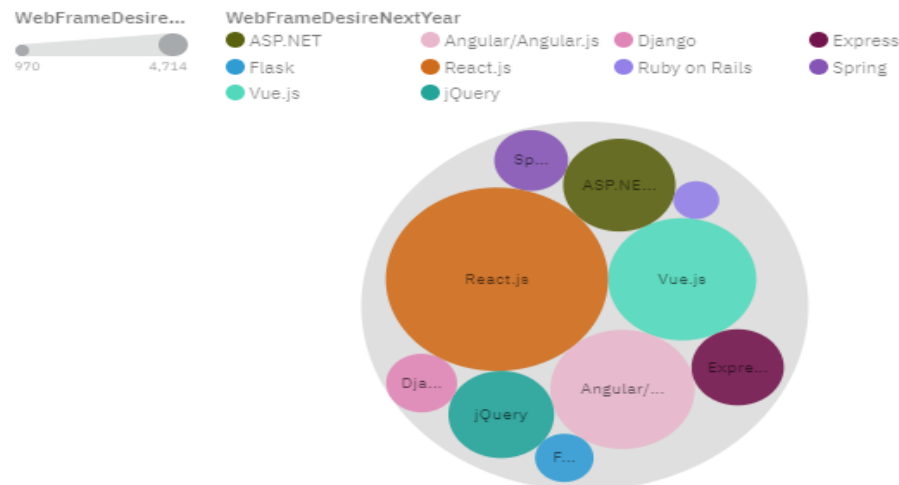 WebFrameDesire... WebFrameDesireNextYear
ASP.NET Angular/Angular.js Django Express
970 4,714 Flask React.js Ruby on Rails Spring
Vue.js jQuery
Sp...
ASP.NE...
React.js Vue.js
Expre...
Dja... Angular/...
jQuery
F...